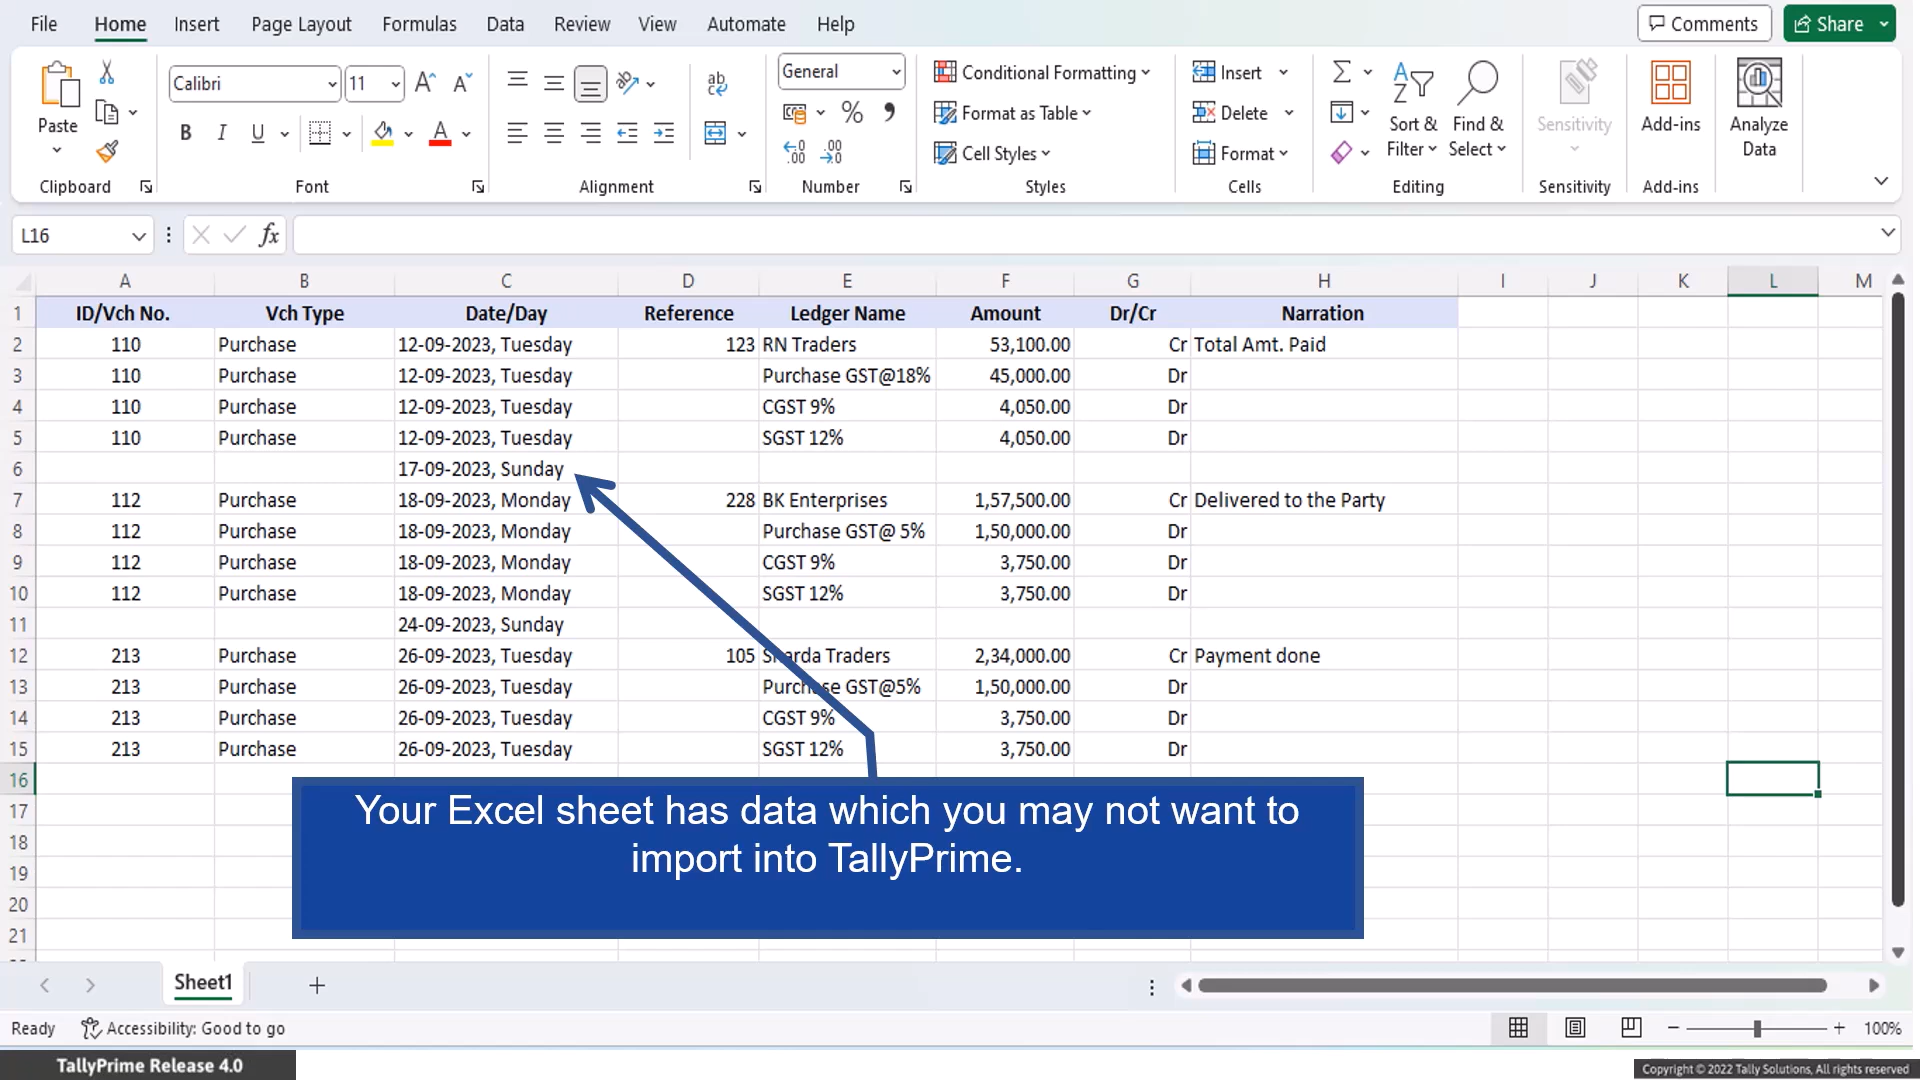 File Home Insert Page Layout Formulas Data Review View Automate Help Comments Share
Calibri 11 General Conditional Formatting Insert
Paste Format as Table Delete Sort & Filter Find & Select Sensitivity Add-ins Analyze Data
B I U A % Cell Styles Format
Clipboard Font Alignment Number Styles Cells Editing Sensitivity Add-ins
L16 fx
A B C D E F G H I J K L M
1 ID/Vch No. Vch Type Date/Day Reference Ledger Name Amount Dr/Cr Narration
2 110 Purchase 12-09-2023, Tuesday 123 RN Traders 53,100.00 Cr Total Amt. Paid
3 110 Purchase 12-09-2023, Tuesday Purchase GST@18% 45,000.00 Dr
4 110 Purchase 12-09-2023, Tuesday CGST 9% 4,050.00 Dr
5 110 Purchase 12-09-2023, Tuesday SGST 12% 4,050.00 Dr
6 17-09-2023, Sunday
7 112 Purchase 18-09-2023, Monday 228 BK Enterprises 1,57,500.00 Cr Delivered to the Party
8 112 Purchase 18-09-2023, Monday Purchase GST@ 5% 1,50,000.00 Dr
9 112 Purchase 18-09-2023, Monday CGST 9% 3,750.00 Dr
10 112 Purchase 18-09-2023, Monday SGST 12% 3,750.00 Dr
11 24-09-2023, Sunday
12 213 Purchase 26-09-2023, Tuesday 105 Traders 2,34,000.00 Cr Payment done
13 213 Purchase 26-09-2023, Tuesday Purchase GST@5% 1,50,000.00 Dr
14 213 Purchase 26-09-2023, Tuesday CGST 9% 3,750.00 Dr
15 213 Purchase 26-09-2023, Tuesday SGST 12% 3,750.00 Dr
16
17
18
19
20
21
Your Excel sheet has data which you may not want to
import into TallyPrime.
Sheet1
Ready Accessibility: Good to go 100%
TallyPrime Release 4.0
Copyright © 2022 Tally Solutions, All rights reserved